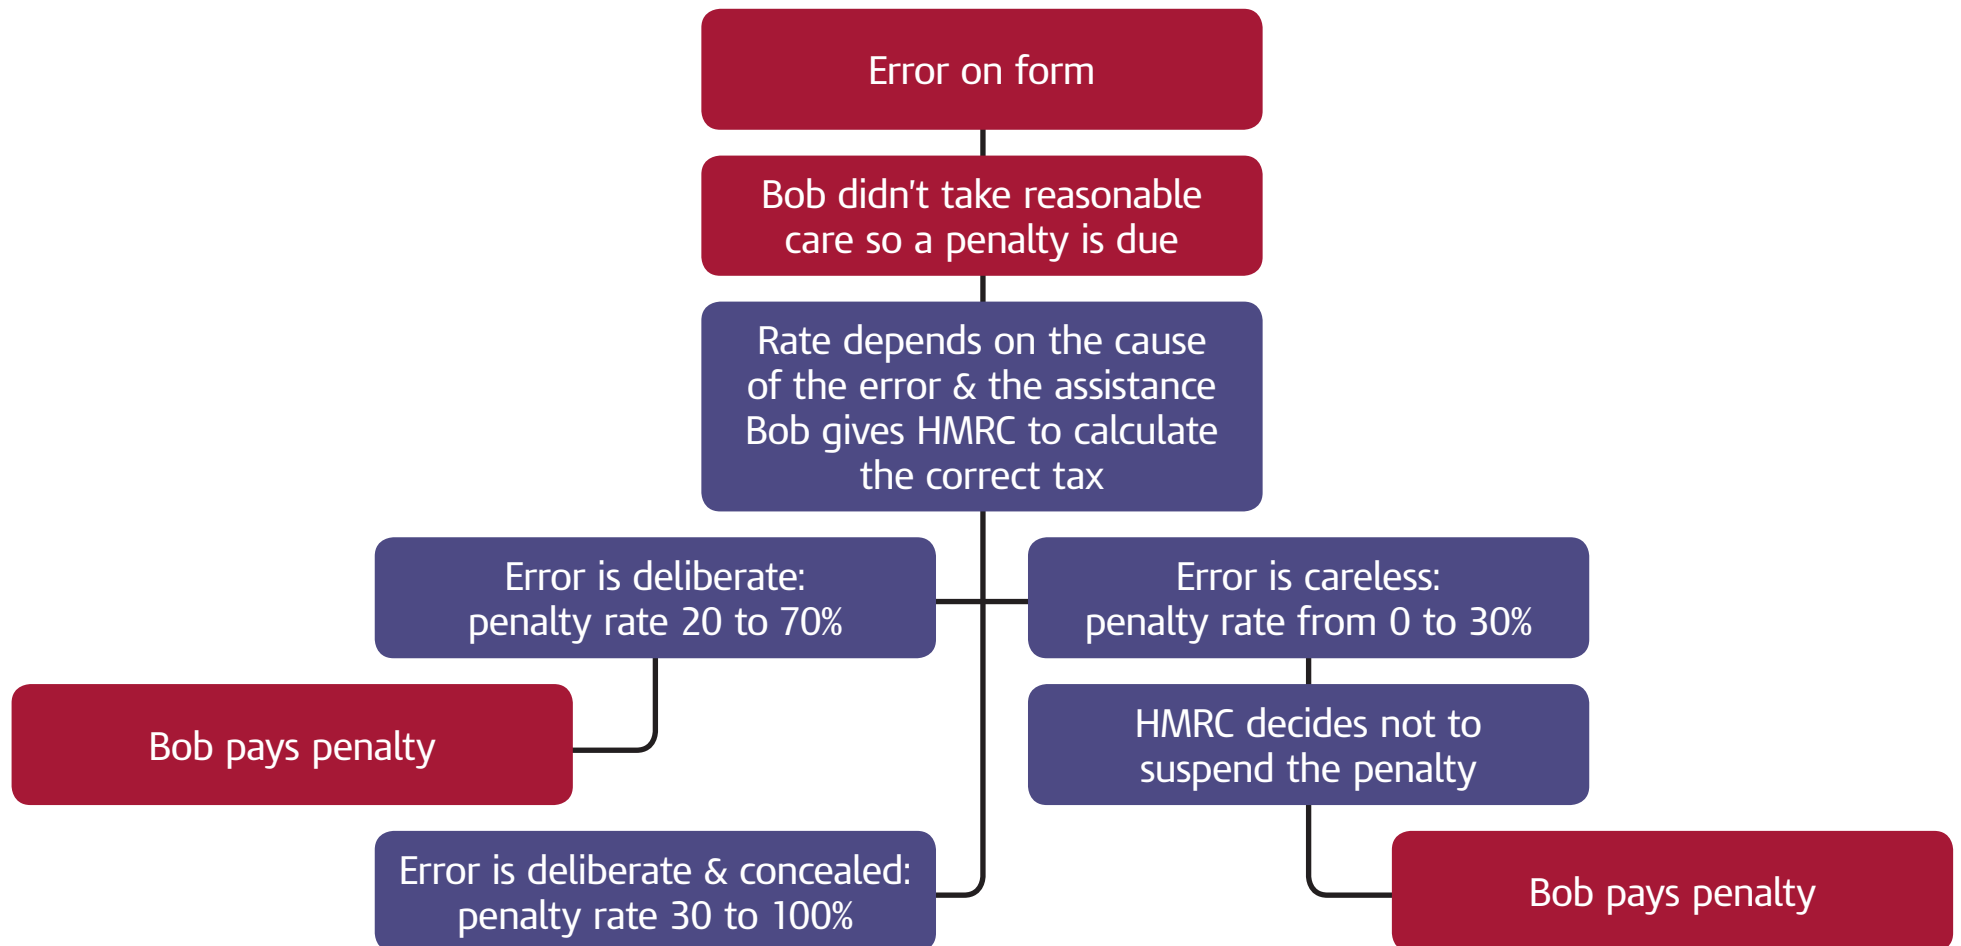 Error on form
Bob didn't take reasonable
care so a penalty is due
Rate depends on the cause
of the error & the assistance
Bob gives HMRC to calculate
the correct tax
Error is deliberate:
penalty rate 20 to 70%
Error is careless:
penalty rate from 0 to 30%
Bob pays penalty
HMRC decides not to
suspend the penalty
Error is deliberate & concealed:
penalty rate 30 to 100%
Bob pays penalty